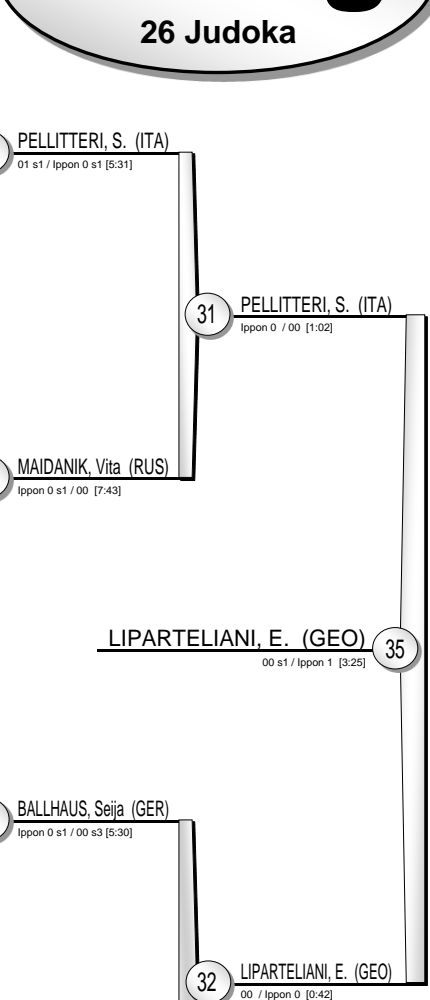 26 Judoka
PELLITTERI, S. (ITA)
01 s1 / Ippon 0 s1 [5:31]
31
PELLITTERI, S. (ITA)
Ippon 0 / 00 [1:02]
MAIDANIK, Vita (RUS)
Ippon 0 s1 / 00 [7:43]
LIPARTELIANI, E. (GEO)
35
00 s1 / Ippon 1 [3:25]
BALLHAUS, Seija (GER)
Ippon 0 s1 / 00 s3 [5:30]
32
LIPARTELIANI, E. (GEO)
00 / Ippon 0 [0:42]